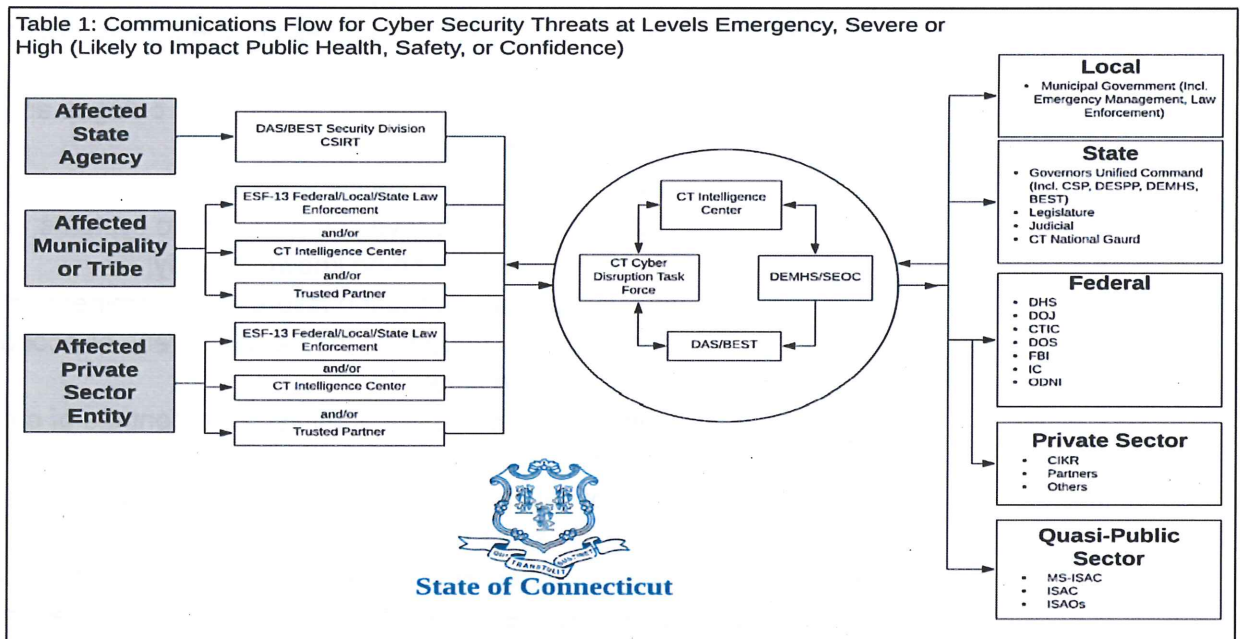 Table 1: Communications Flow for Cyber Security Threats at Levels Emergency, Severe or
High (Likely to Impact Public Health, Safety, or Confidence)
Affected
State
Agency
DAS/BEST Security Division
CSIRT
Affected
Municipality
or Tribe
ESF-13 Federal/Local/State Law
Enforcement
and/or
CT Intelligence Center
and/or
Trusted Partner
Affected
Private
Sector
Entity
ESF-13 Federal/Local/State Law
Enforcement
and/or
CT Intelligence Center
and/or
Trusted Partner
CT Intelligence
Center
CT Cyber
Disruption Task
Force
DEMHS/SEOC
DAS/BEST
Local
• Municipal Government (Incl.
Emergency Management, Law
Enforcement)
State
• Governors Unified Command
(Incl. CSP, DESPP, DEMHS,
BEST)
• Legislature
• Judicial
• CT National Gaurd
Federal
• DHS
• DOJ
• CTIC
• DOS
• FBI
• IC
• ODNI
Private Sector
• CIKR
• Partners
• Others
Quasi-Public
Sector
• MS-ISAC
• ISAC
• ISAOs
QUI TRANSTULIT SUSTINET
State of Connecticut